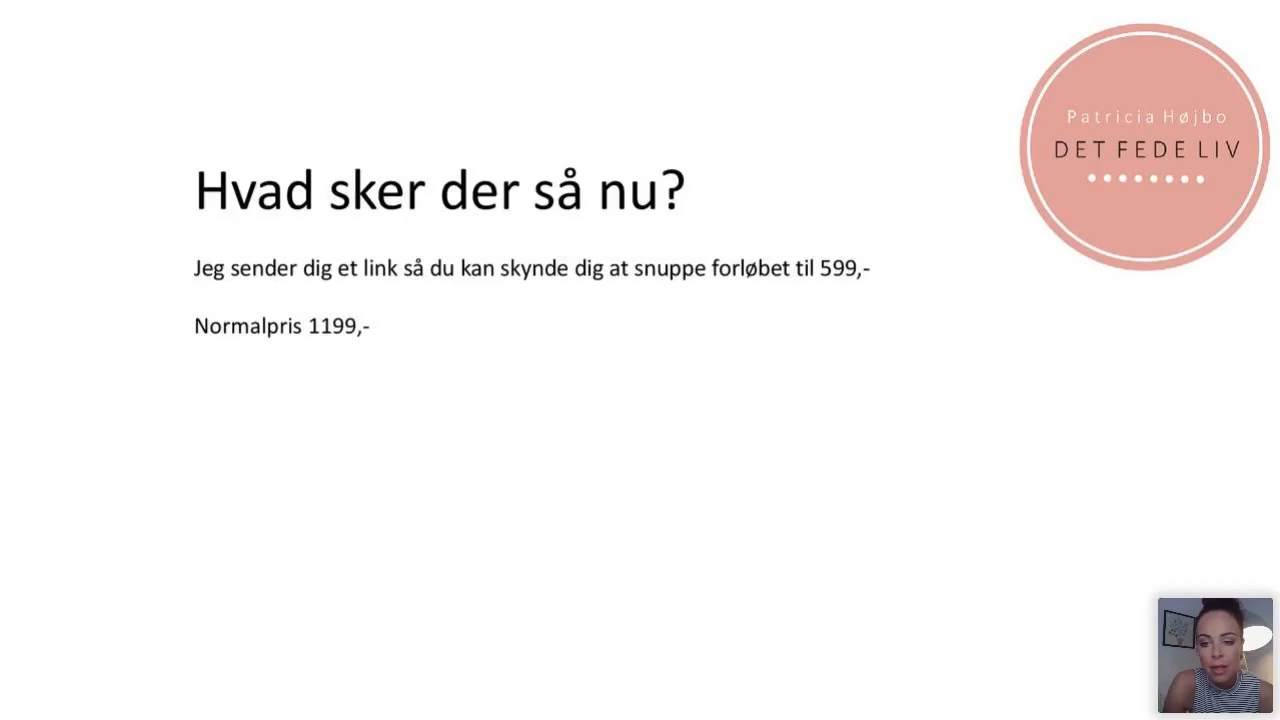 Patricia Højbo
DET FEDE LIV
Hvad sker der så nu?
Jeg sender dig et link så du kan skynde dig at snuppe forløbet til 599,-
Normalpris 1199,-